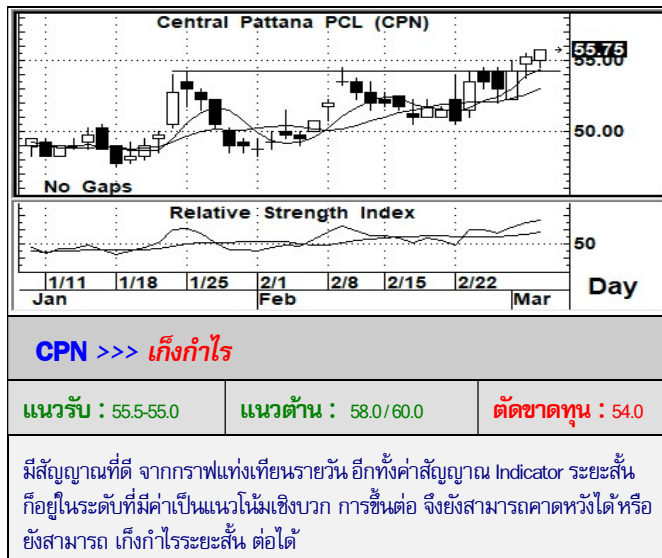 Central Pattana PCL (CPN)
55.75
55.00
50.00
No Gaps
Relative Strength Index
50
1/11 1/18 1/25 2/1 2/8 2/15 2/22
Jan Feb Mar
Day
CPN >>> เก็งกำไร
แนวรับ : 55.5-55.0 แนวต้าน : 58.0/60.0 ตัดขาดทุน : 54.0
มีสัญญาณที่ดี จากกราฟแท่งเทียนรายวัน อีกทั้งค่าสัญญาณ Indicator ระยะสั้น
ก็อยู่ในระดับที่มีค่าเป็นแนวโน้มเชิงบวก การขึ้นต่อ จึงยังสามารถคาดหวังได้หรือ
ยังสามารถ เก็งกำไรระยะสั้น ต่อได้